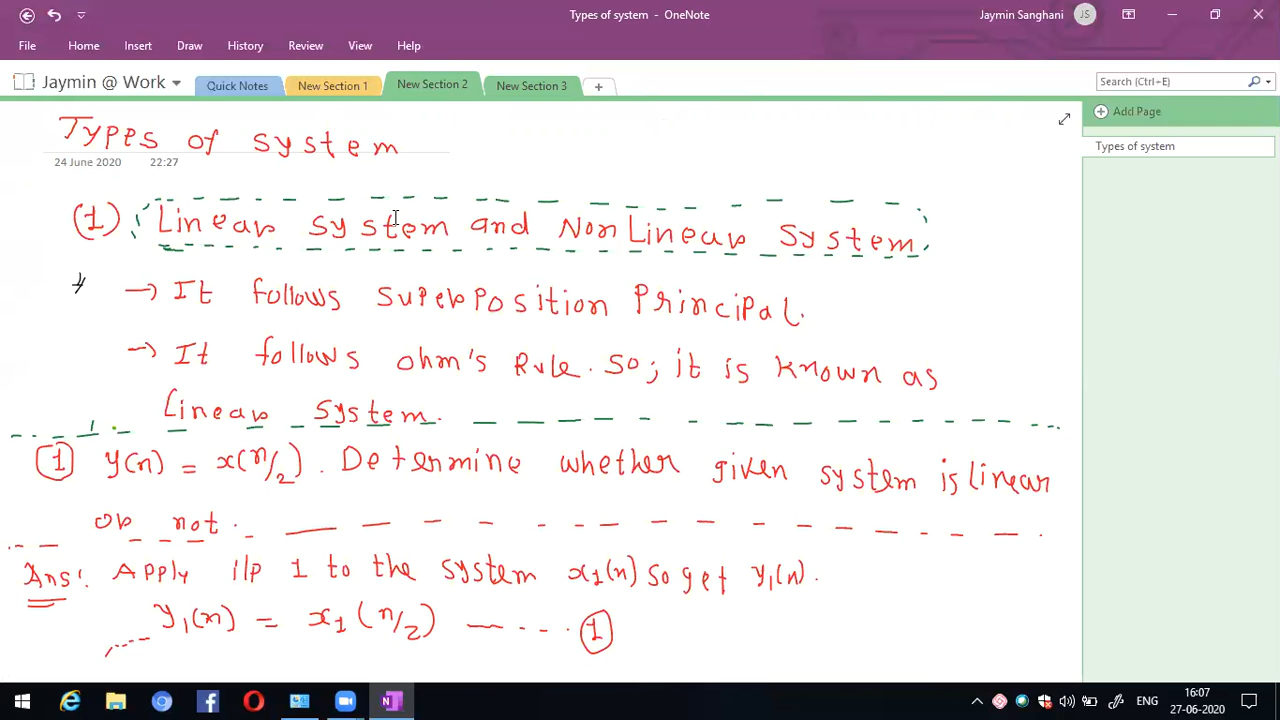 Types of system - OneNote
Jaymin Sanghani JS
File Home Insert Draw History Review View Help
Jaymin @ Work Quick Notes New Section 1 New Section 2 New Section 3 +
Search (Ctrl+E)
Add Page
Types of system
Types of system
24 June 2020 22:27
(1) Linear System and NonLinear System
→ It follows Superposition Principal.
→ It follows ohm's Rule. So; it is known as
Linear System.
① y(n) = x(n/2). Determine whether given system is linear
or not.
Ans: Apply i/p 1 to the system x1(n) so get y1(n).
y1(n) = x1(n/2) ------ ①
ENG
16:07
27-06-2020